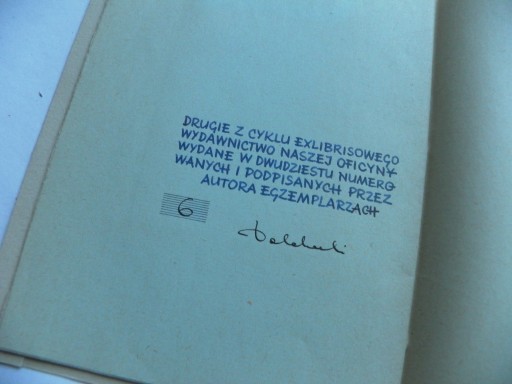 DRUGIE Z CYKLU EXLIBRISOWEGO
WYDAWNICTWO NASZEJ OFICYNY
WYDANE W DWUDZIESTU NUMERO
WANYCH I PODPISANYCH PRZEZ
AUTORA EGZEMPLARZACH
6